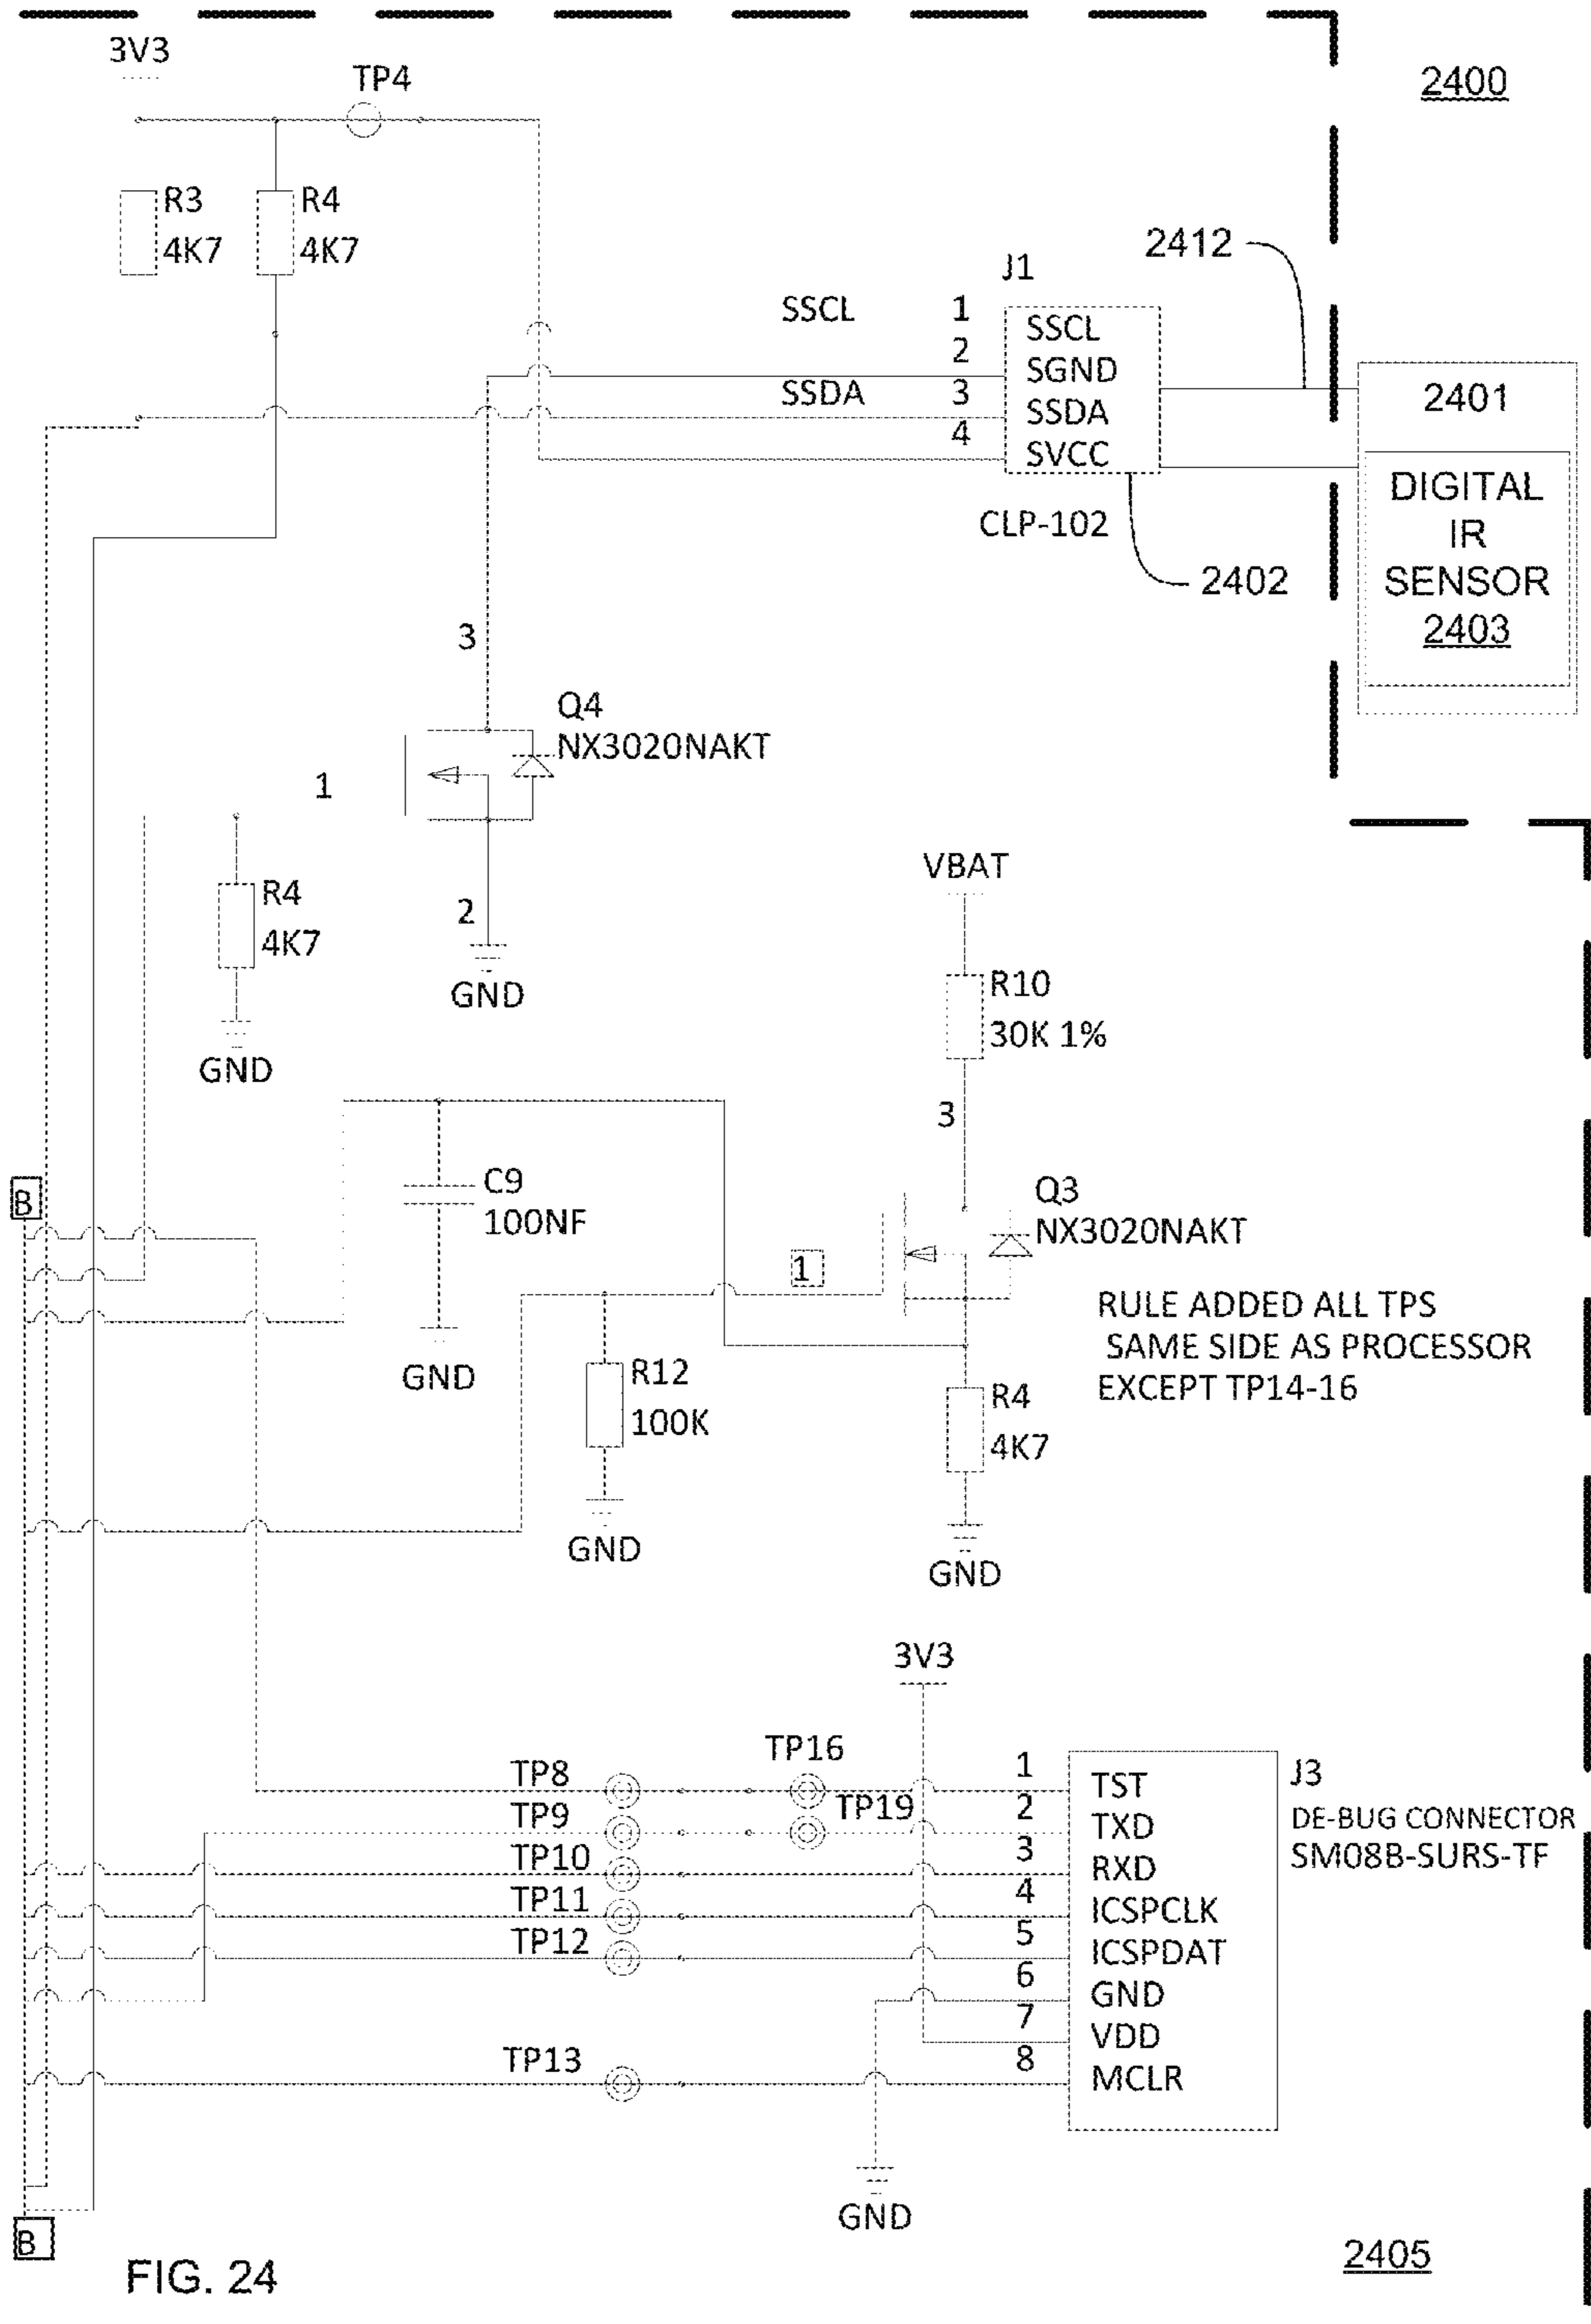 3V3
TP4
2400
R3
4K7
R4
4K7
2412
J1
SSCL
1
SSCL
2
SGND
SSDA
3
SSDA
4
SVCC
2401
CLP-102
2402
DIGITAL
IR
SENSOR
2403
3
Q4
NX3020NAKT
1
R4
4K7
2
GND
GND
VBAT
R10
30K 1%
3
B
C9
100NF
Q3
NX3020NAKT
1
GND
R12
100K
RULE ADDED ALL TPS
SAME SIDE AS PROCESSOR
EXCEPT TP14-16
R4
4K7
GND
GND
3V3
TP8
TP16
1
TST
J3
TP9
TP19
2
TXD
DE-BUG CONNECTOR
TP10
3
RXD
SM08B-SURS-TF
TP11
4
ICSPCLK
TP12
5
ICSPDAT
6
GND
7
VDD
TP13
8
MCLR
GND
B
FIG. 24
2405